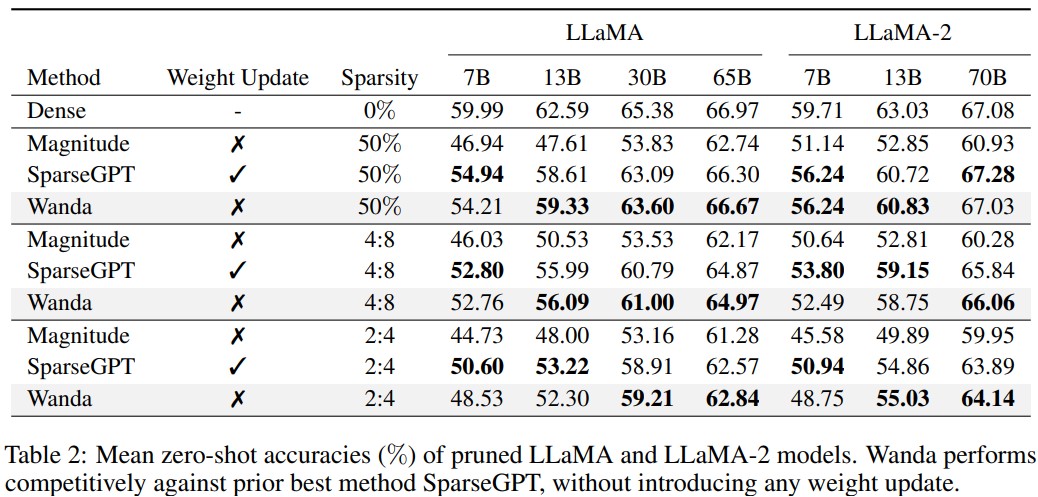 LLaMA LLaMA-2
Method Weight Update Sparsity 7B 13B 30B 65B 7B 13B 70B
Dense - 0% 59.99 62.59 65.38 66.97 59.71 63.03 67.08
Magnitude ✗ 50% 46.94 47.61 53.83 62.74 51.14 52.85 60.93
SparseGPT ✓ 50% 54.94 58.61 63.09 66.30 56.24 60.72 67.28
Wanda ✗ 50% 54.21 59.33 63.60 66.67 56.24 60.83 67.03
Magnitude ✗ 4:8 46.03 50.53 53.53 62.17 50.64 52.81 60.28
SparseGPT ✓ 4:8 52.80 55.99 60.79 64.87 53.80 59.15 65.84
Wanda ✗ 4:8 52.76 56.09 61.00 64.97 52.49 58.75 66.06
Magnitude ✗ 2:4 44.73 48.00 53.16 61.28 45.58 49.89 59.95
SparseGPT ✓ 2:4 50.60 53.22 58.91 62.57 50.94 54.86 63.89
Wanda ✗ 2:4 48.53 52.30 59.21 62.84 48.75 55.03 64.14
Table 2: Mean zero-shot accuracies (%) of pruned LLaMA and LLaMA-2 models. Wanda performs
competitively against prior best method SparseGPT, without introducing any weight update.